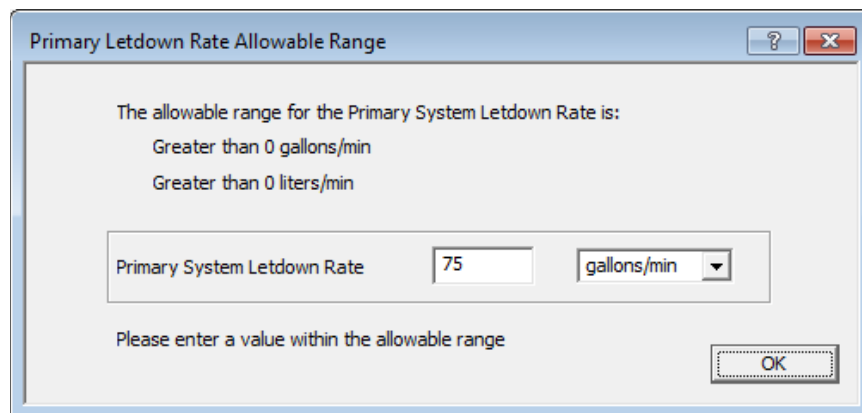 Primary Letdown Rate Allowable Range
The allowable range for the Primary System Letdown Rate is:
Greater than 0 gallons/min
Greater than 0 liters/min
Primary System Letdown Rate 75 gallons/min
Please enter a value within the allowable range
OK